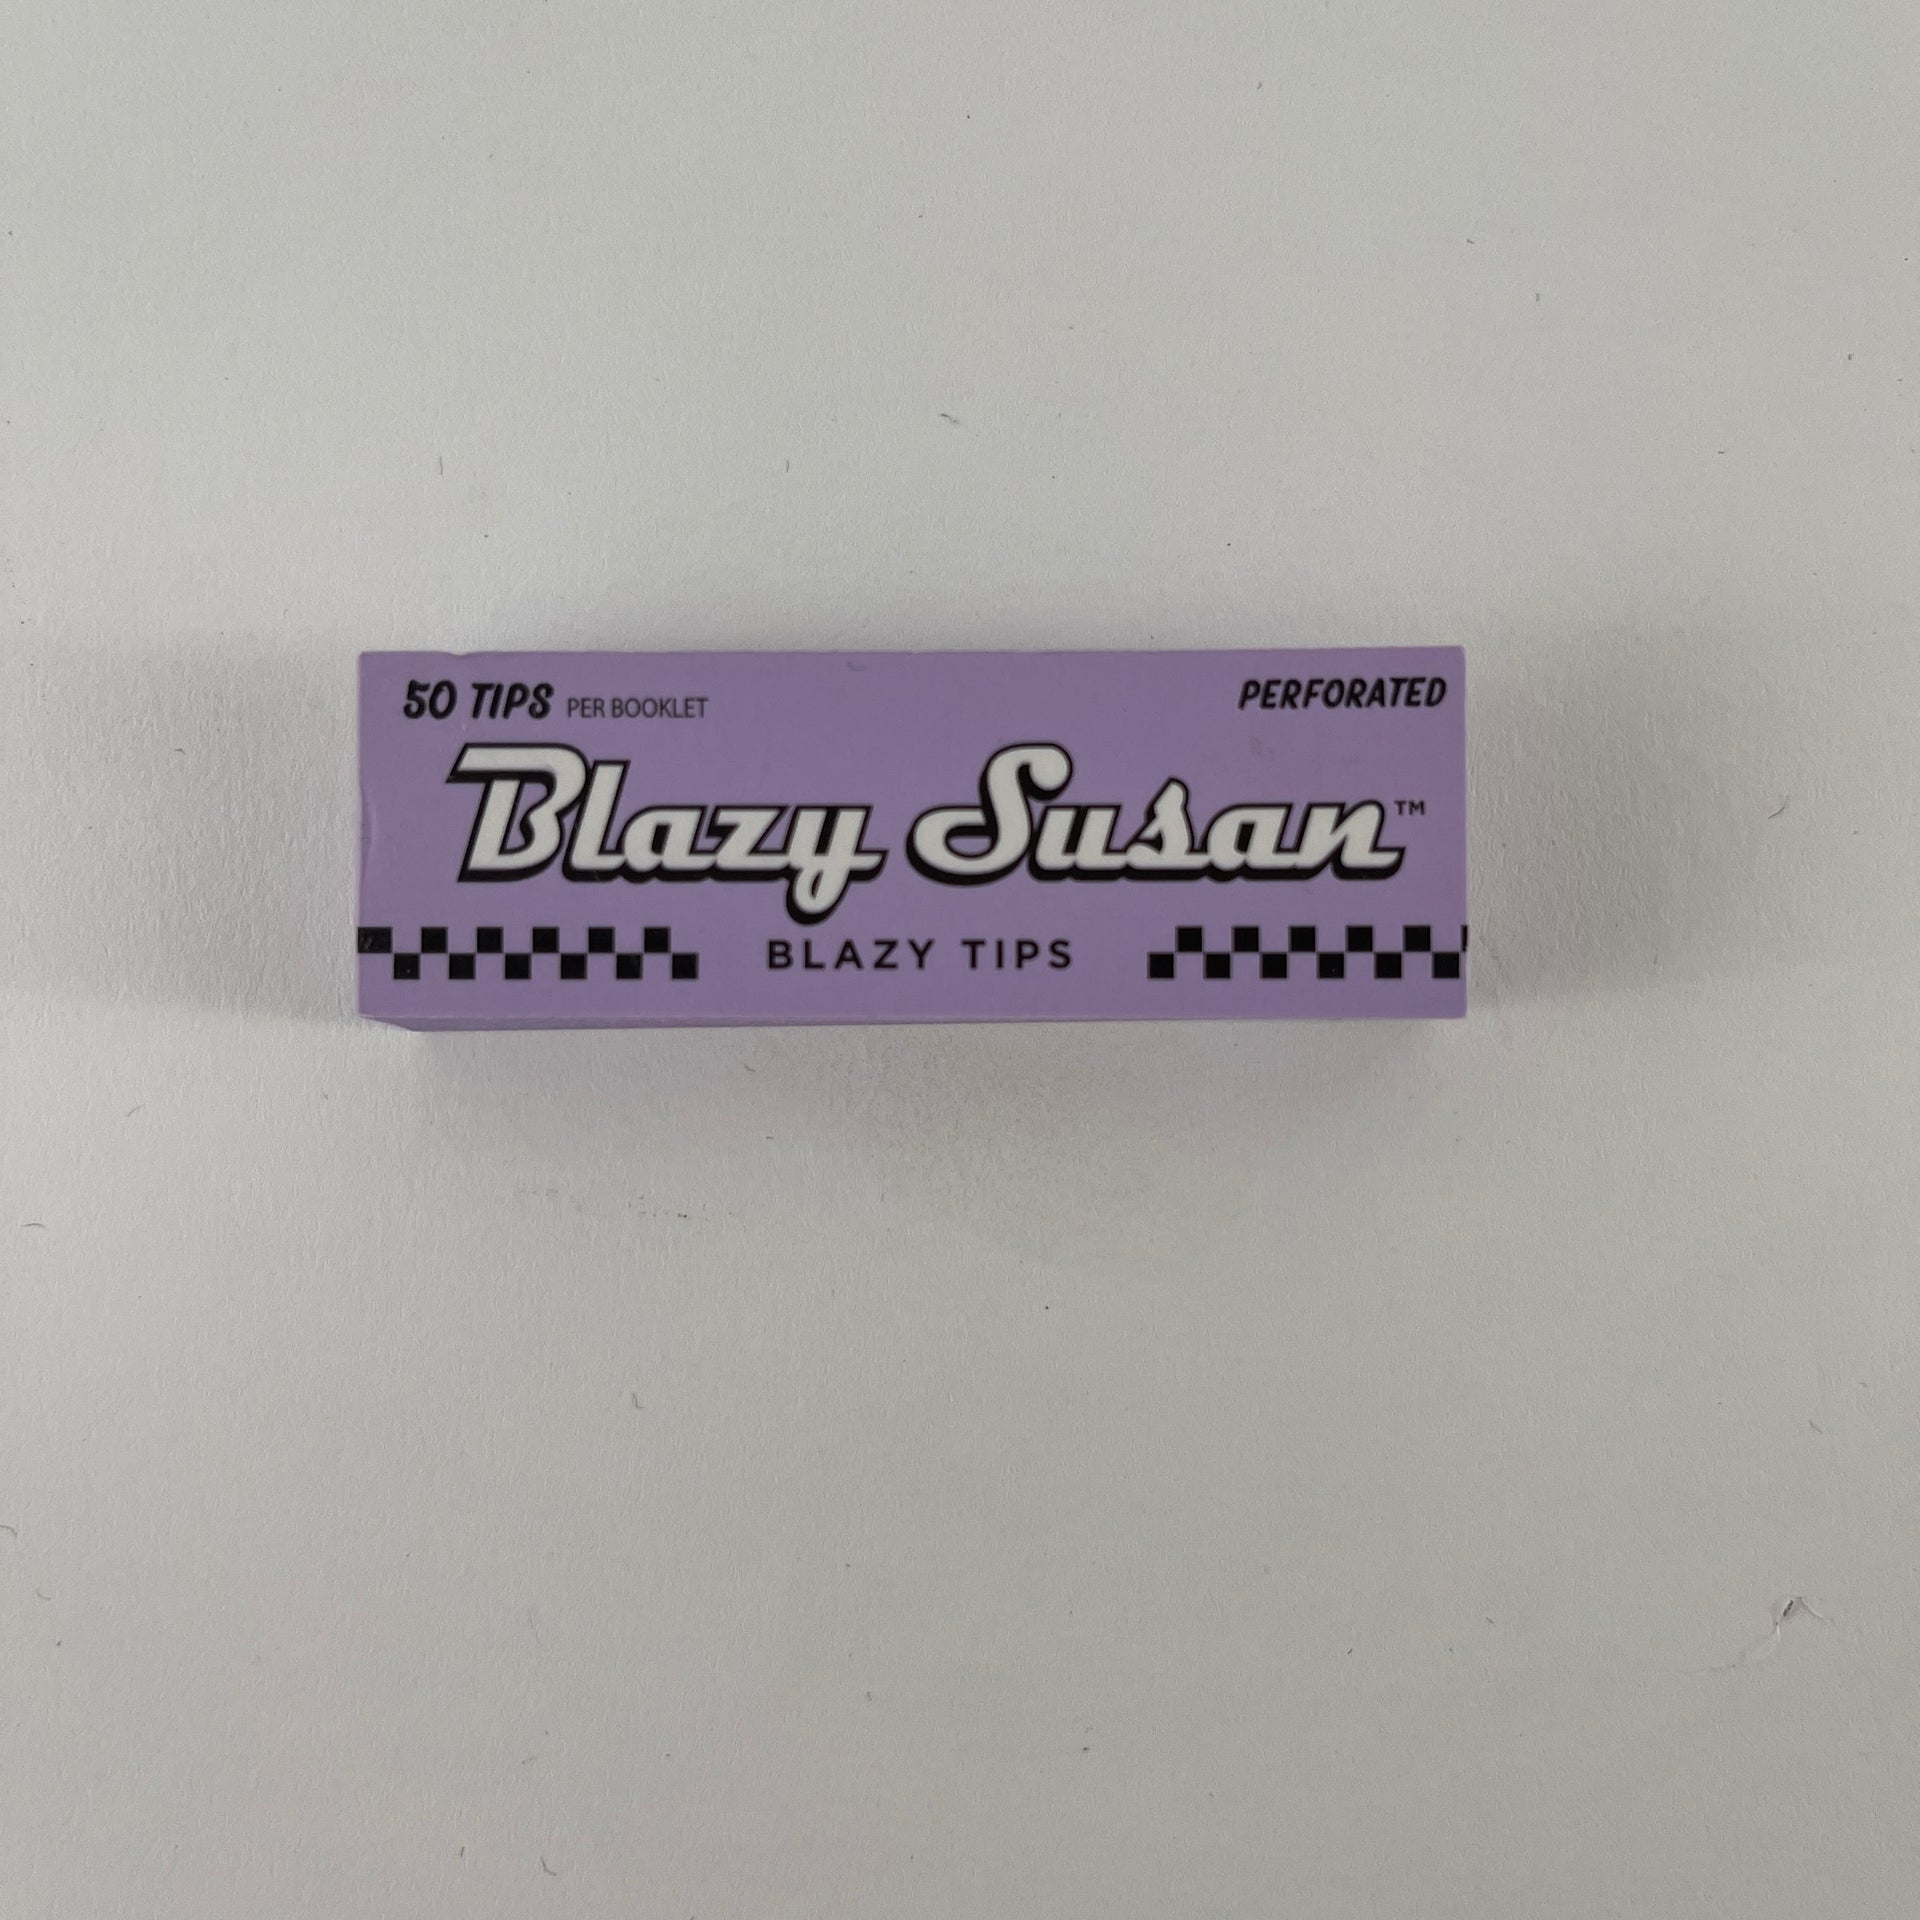 50 TIPS PER BOOKLET PERFORATED
Blazy Susan™
BLAZY TIPS